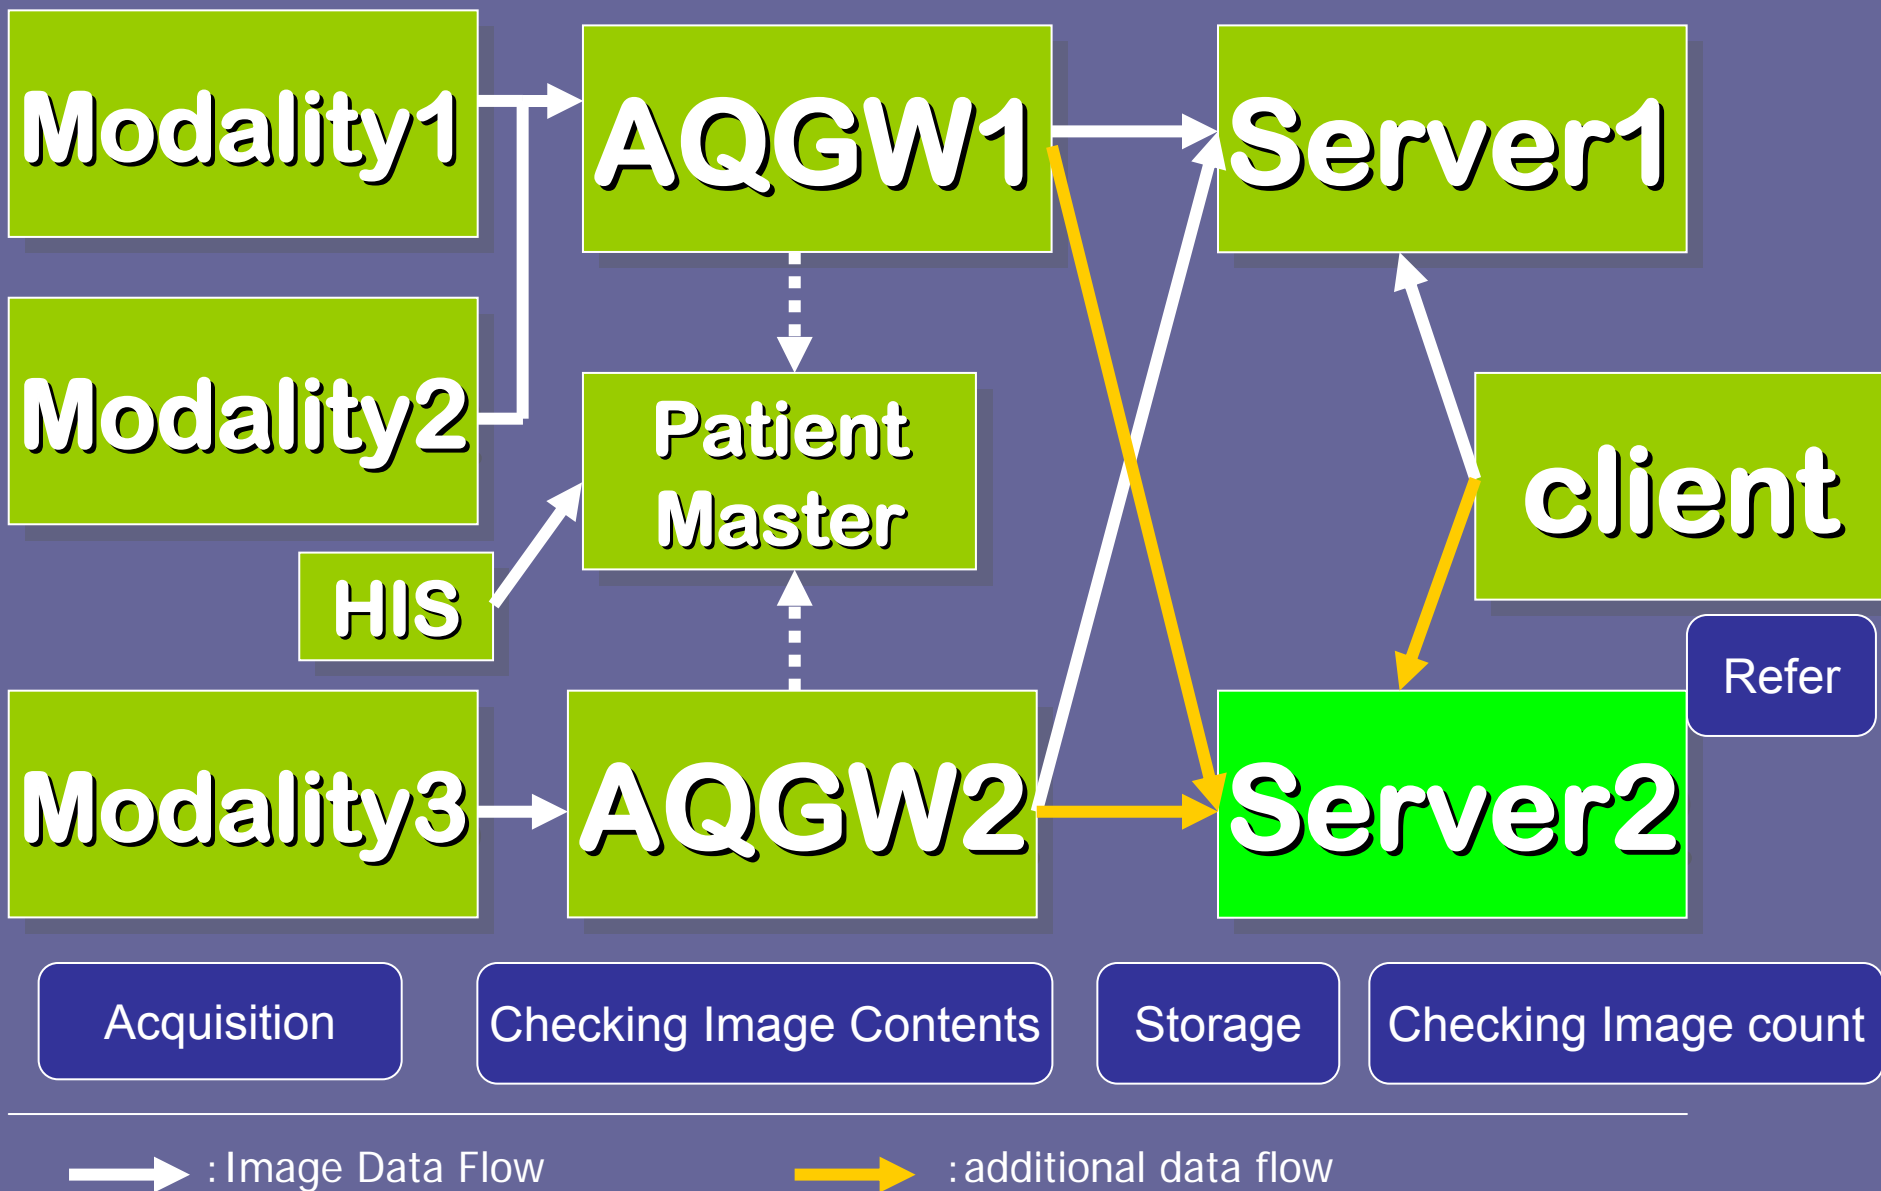 Modality1
AQGW1
Server1
Modality2
Patient
Master
client
HIS
Refer
Modality3
AQGW2
Server2
Acquisition
Checking Image Contents
Storage
Checking Image count
:Image Data Flow
:additional data flow